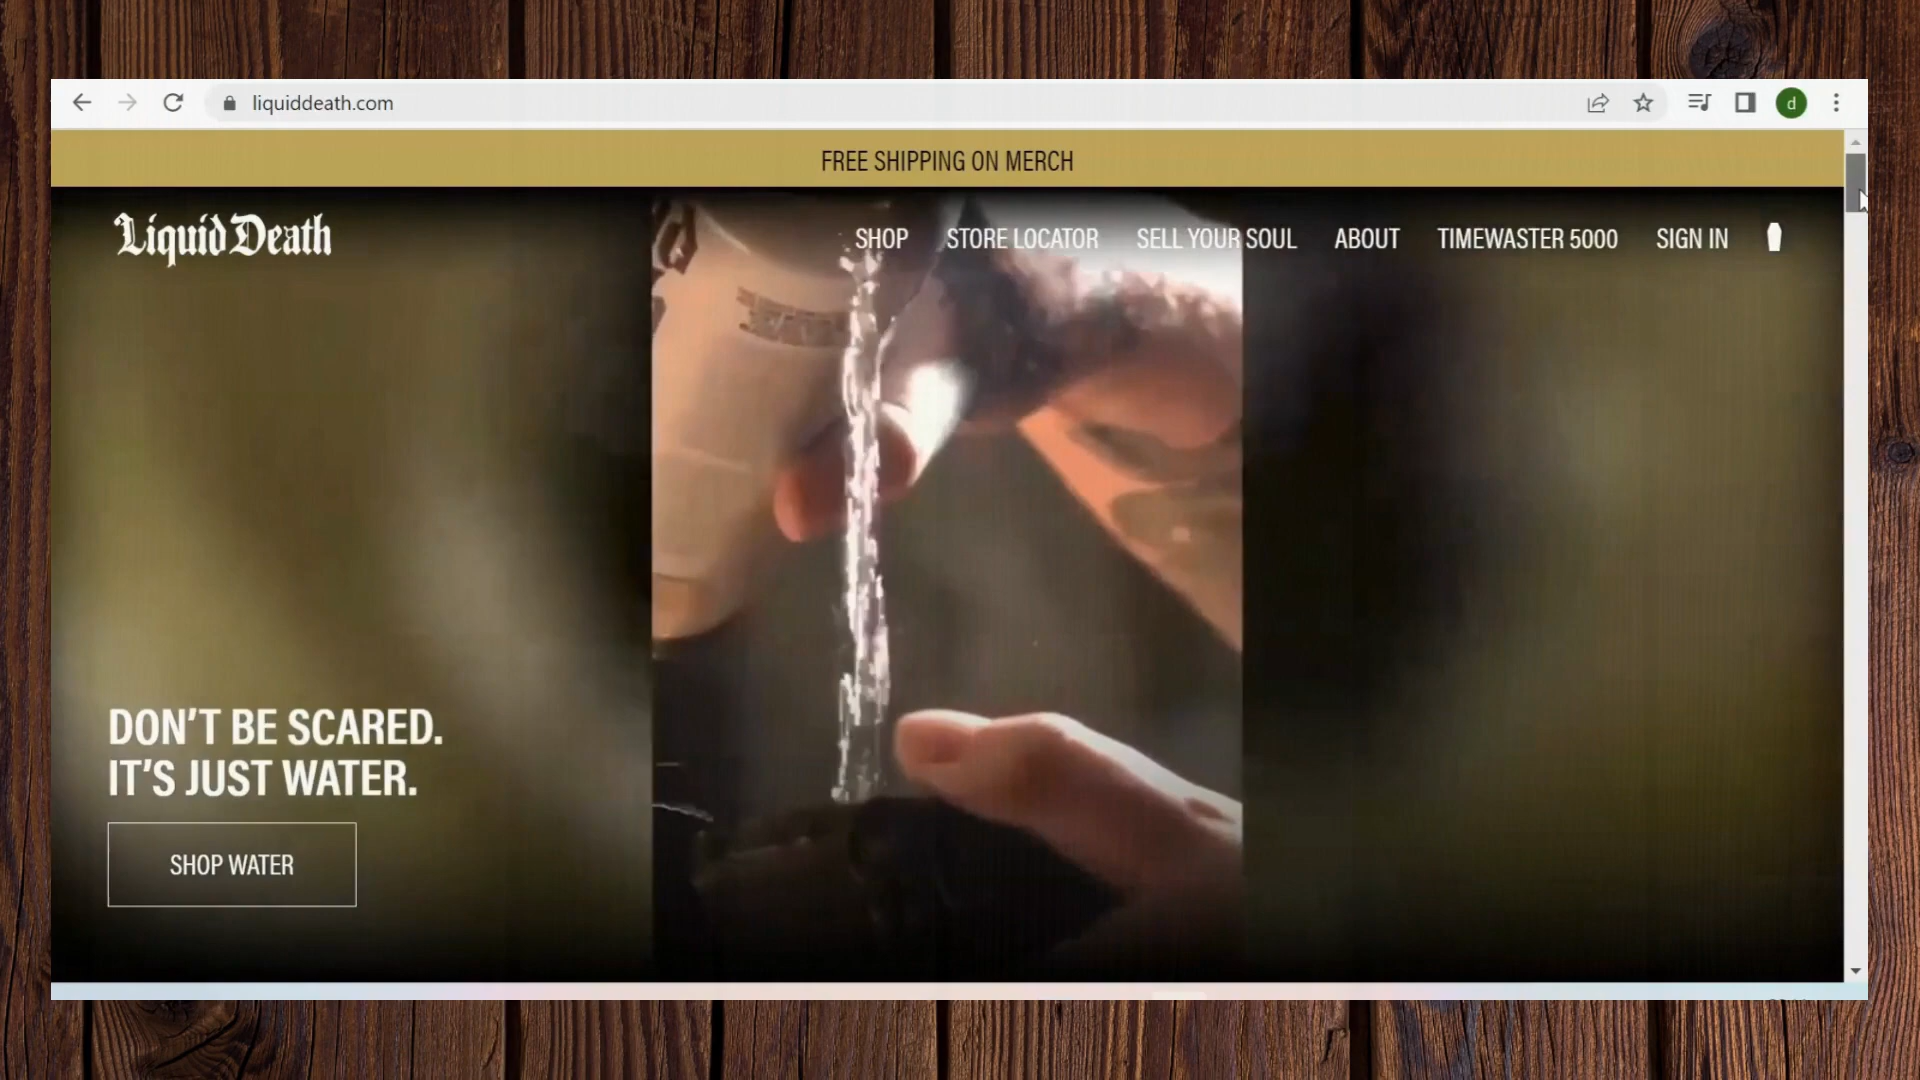 liquiddeath.com
d
FREE SHIPPING ON MERCH
Liquid Death
SHOP
STORE LOCATOR
SELL YOUR SOUL
ABOUT
TIMEWASTER 5000
SIGN IN
DON'T BE SCARED.
IT'S JUST WATER.
SHOP WATER